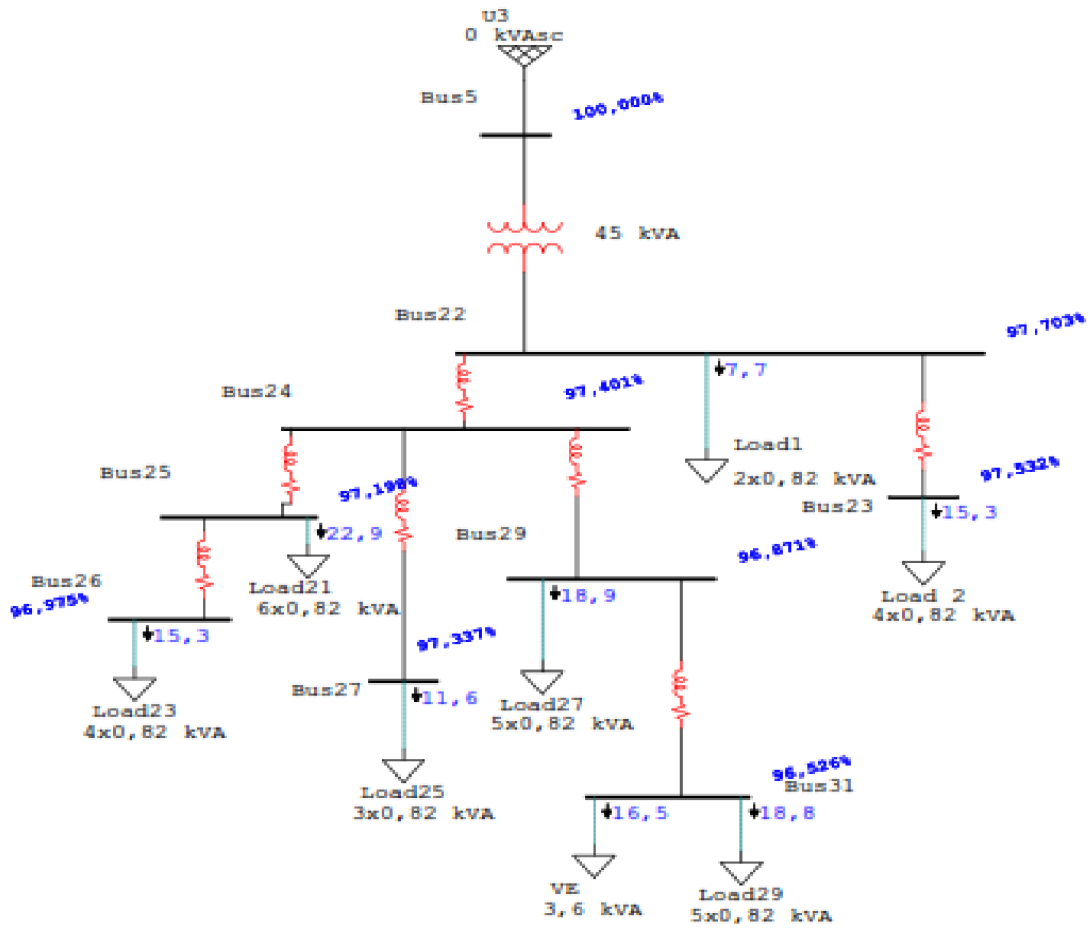 U3
0 kVAsc
Bus5
100,000%
45 kVA
Bus22
97,703%
Bus24
97,401%
7,7
Load1
2x0,82 kVA
97,532%
Bus23
15,3
Load 2
4x0,82 kVA
Bus25
97,198%
22,9
Load21
6x0,82 kVA
Bus29
96,871%
18,9
Load27
5x0,82 kVA
Bus26
96,975%
15,3
Load23
4x0,82 kVA
97,337%
Bus27
11,6
Load25
3x0,82 kVA
96,526%
Bus31
16,5
18,8
VE
3,6 kVA
Load29
5x0,82 kVA